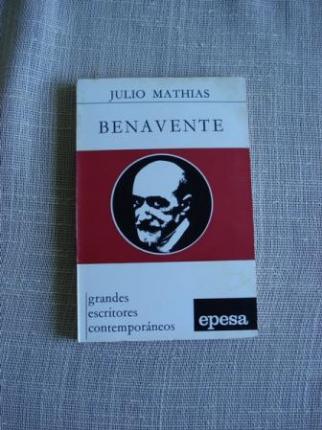 JULIO MATHIAS
BENAVENTE
grandes
escritores
contemporáneos
epesa